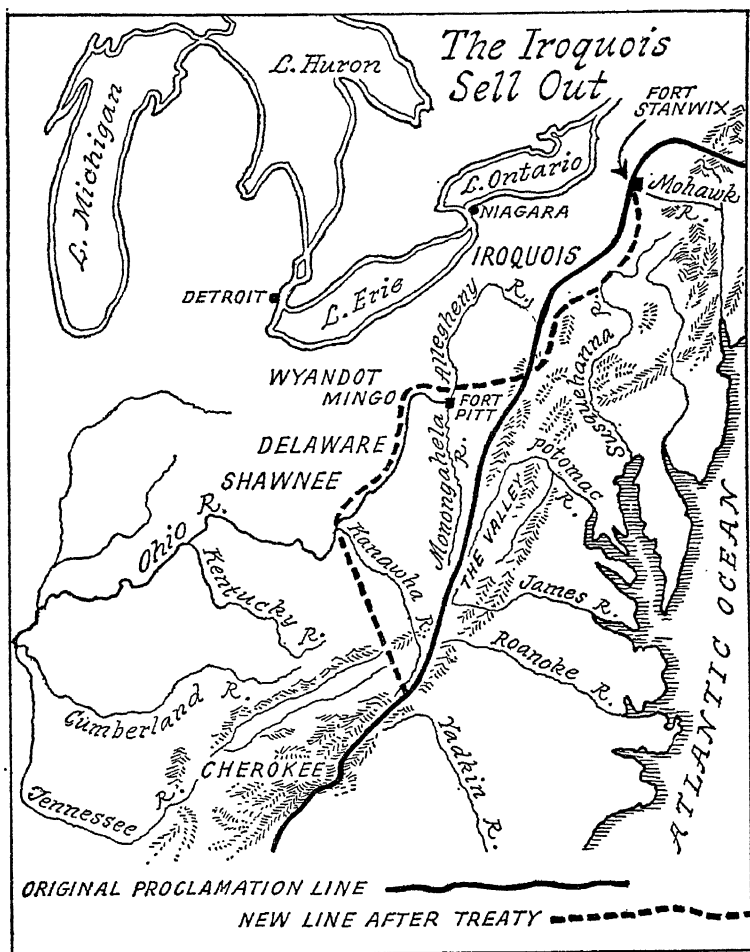 The Iroquois
Sell Out
FORT
STANWIX
L. Huron
L. Michigan
L. Ontario
Mohawk
R.
NIAGARA
IROQUOIS
DETROIT
L. Erie
Allegheny
R.
Susquehanna
R.
WYANDOT
MINGO
FORT
PITT
DELAWARE
SHAWNEE
Monongahela
R.
Potomac
R.
THE VALLEY
Ohio R.
Kanawha
R.
Kentucky
R.
James R.
Roanoke R.
ATLANTIC OCEAN
Cumberland R.
CHEROKEE
Yadkin R.
Tennessee R.
ORIGINAL PROCLAMATION LINE
NEW LINE AFTER TREATY